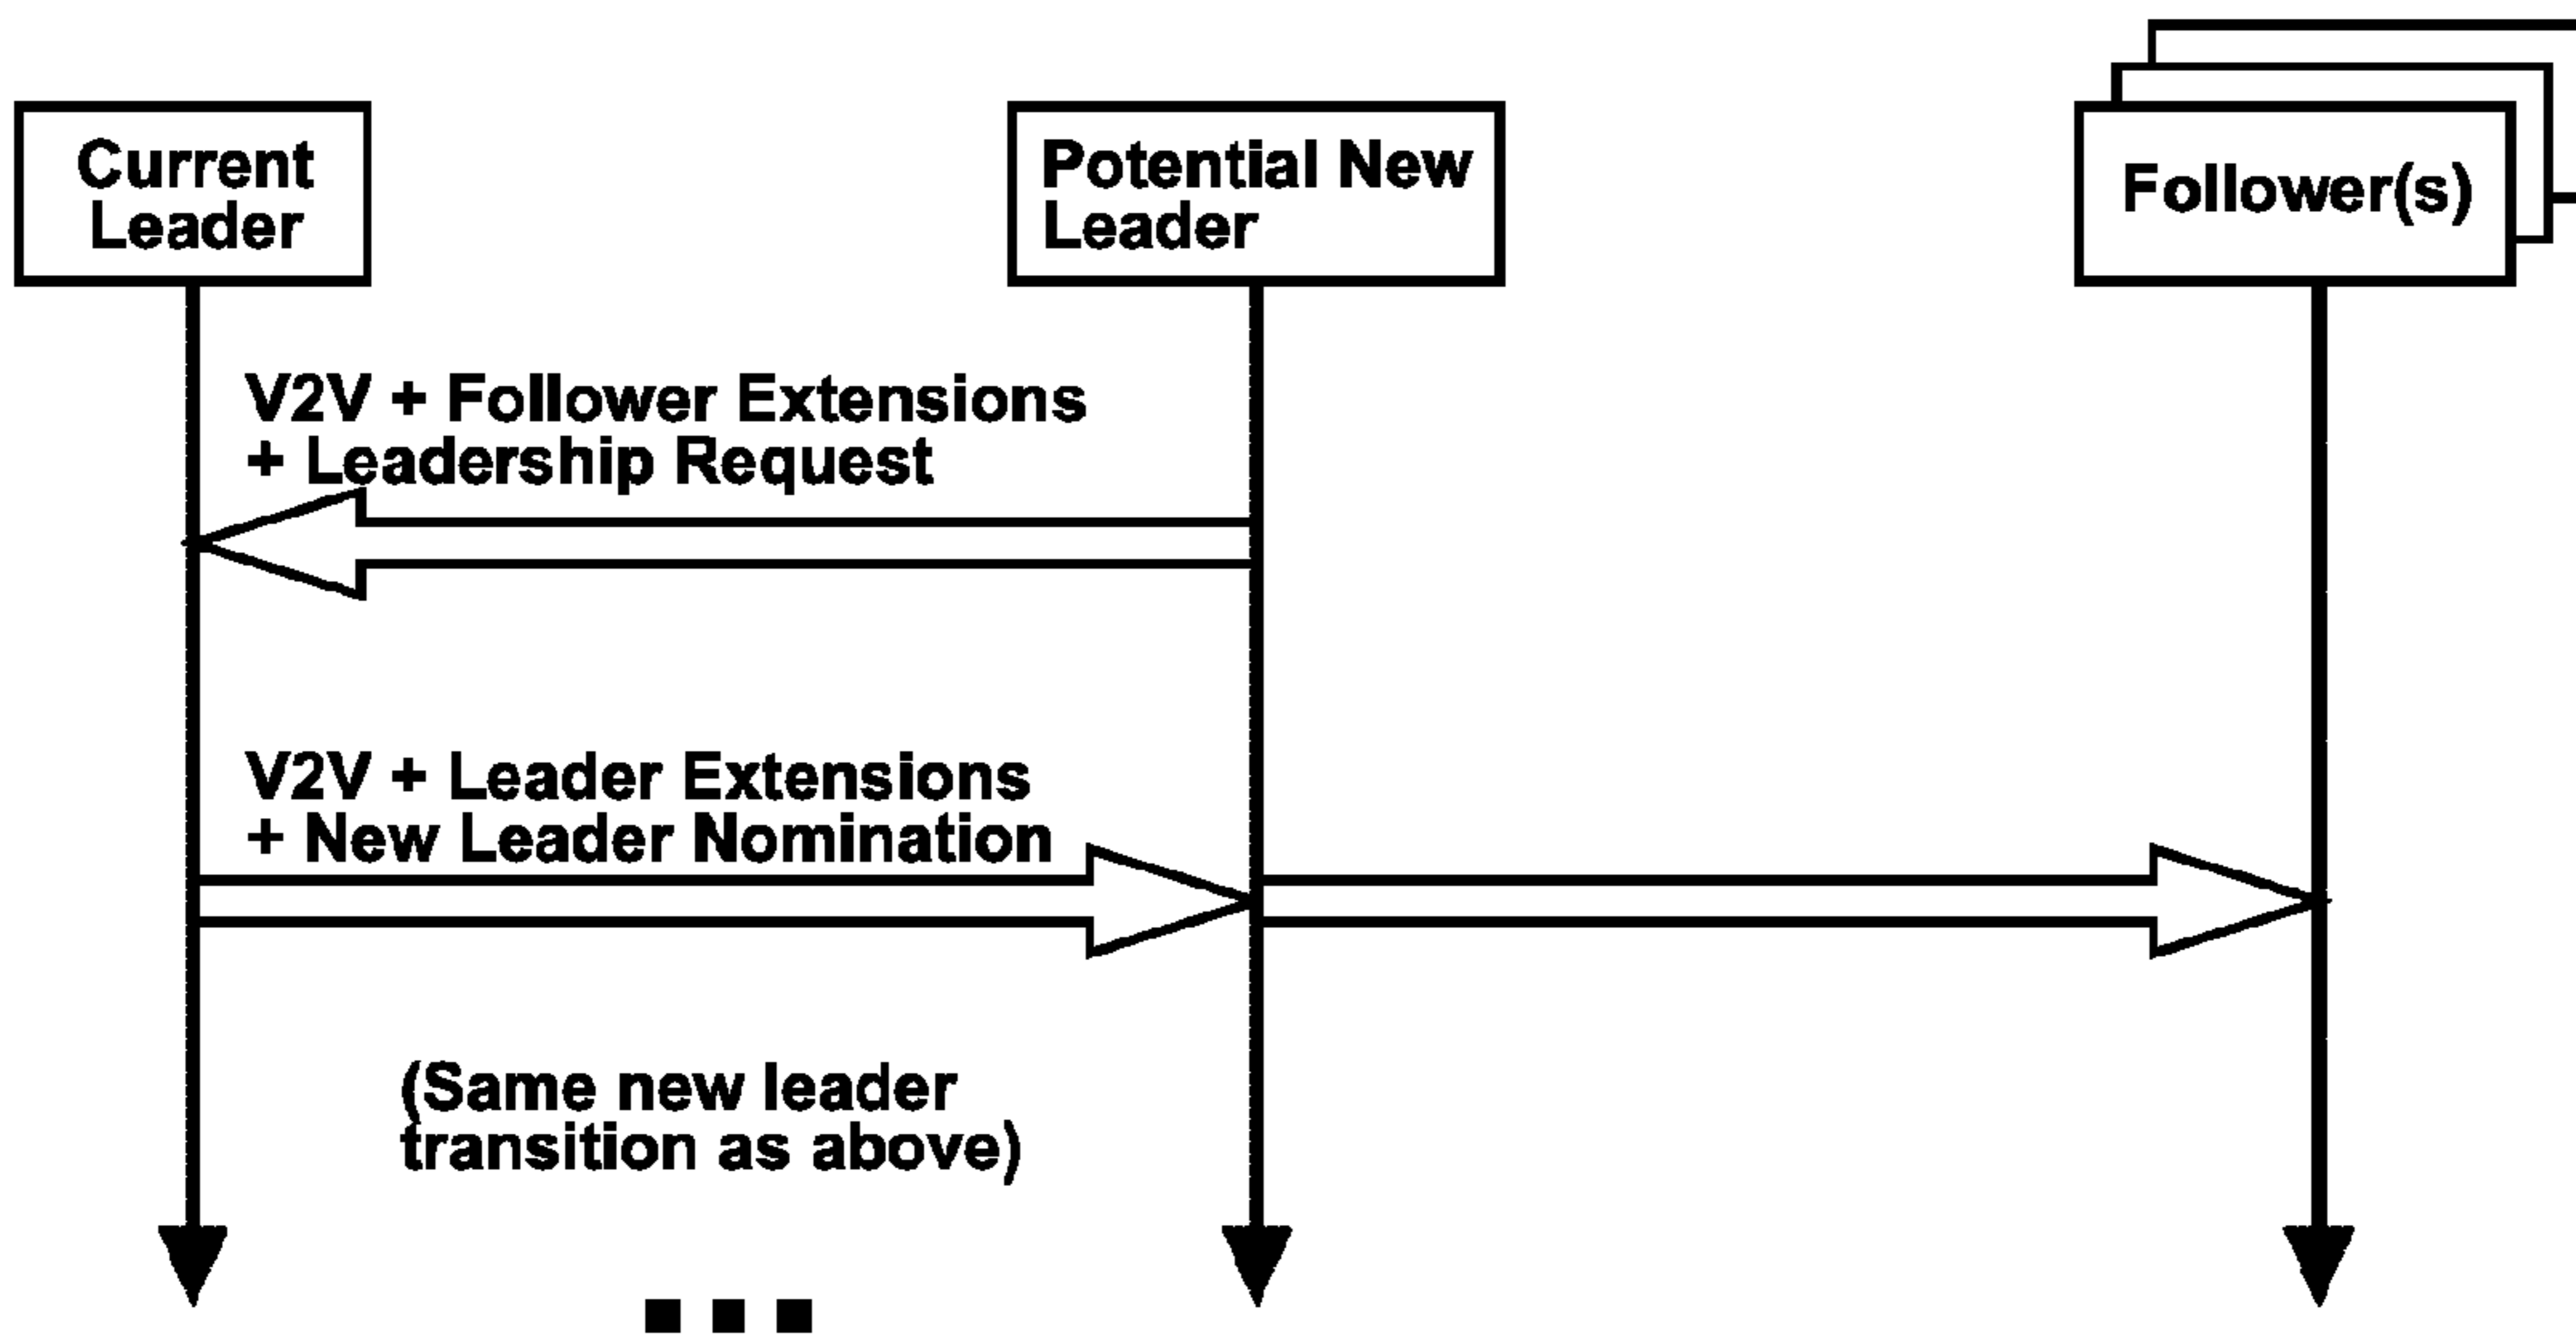 Current
Leader
Potential New
Leader
Follower(s)
V2V + Follower Extensions
+ Leadership Request
V2V + Leader Extensions
+ New Leader Nomination
(Same new leader
transition as above)